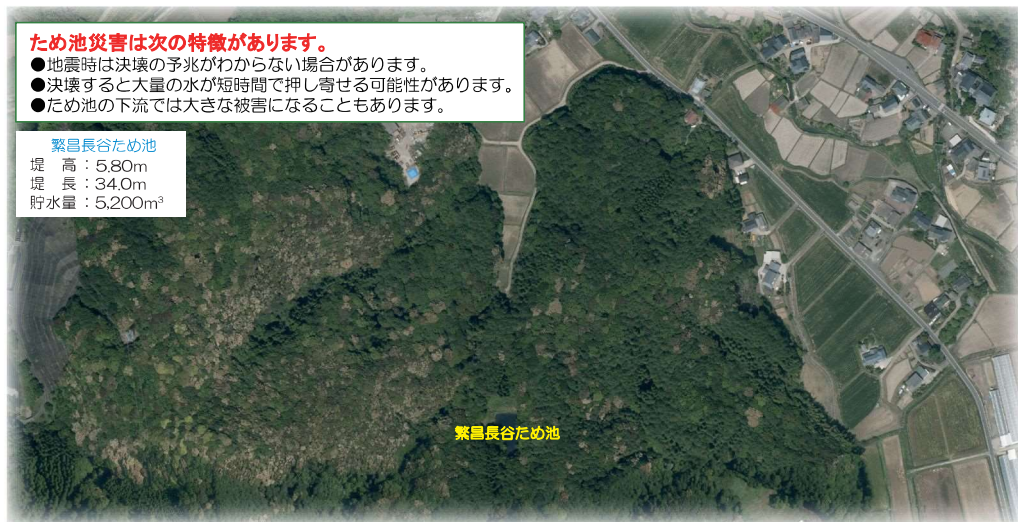 ため池災害は次の特徴があります。
●地震時は決壊の予兆がわからない場合があります。
●決壊すると大量の水が短時間で押し寄せる可能性があります。
●ため池の下流では大きな被害になることもあります。
繁昌長谷ため池
堤　高：5.80m
堤　長：34.0m
貯水量：5,200m³
繁昌長谷ため池